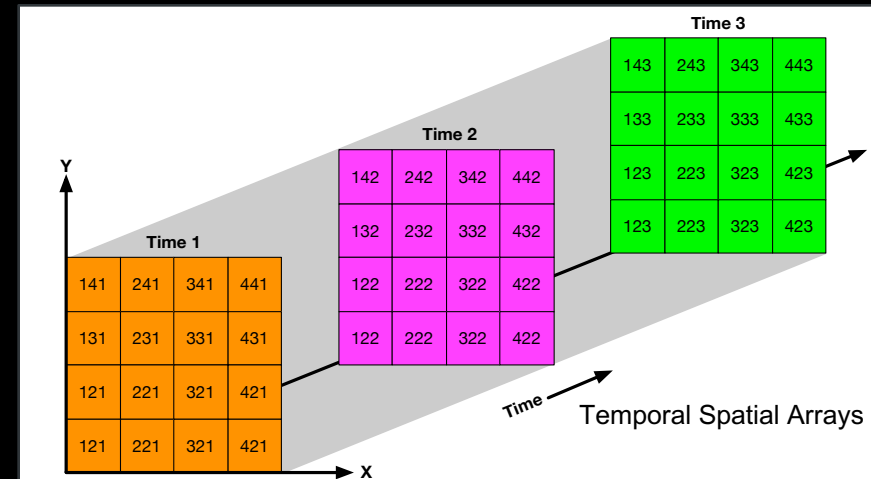 Time 3
143 243 343 443
133 233 333 433
123 223 323 423
123 223 323 423
Time 2
142 242 342 442
132 232 332 432
122 222 322 422
122 222 322 422
Y
Time 1
141 241 341 441
131 231 331 431
121 221 321 421
121 221 321 421
X
Time
Temporal Spatial Arrays